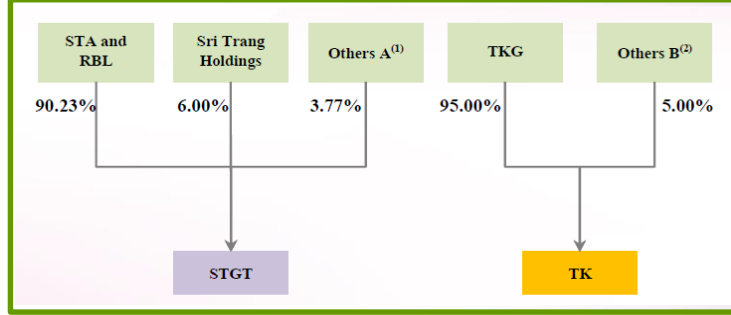 STA and
RBL
Sri Trang
Holdings
Others A(1)
TKG
Others B(2)
90.23%
6.00%
3.77%
95.00%
5.00%
STGT
TK